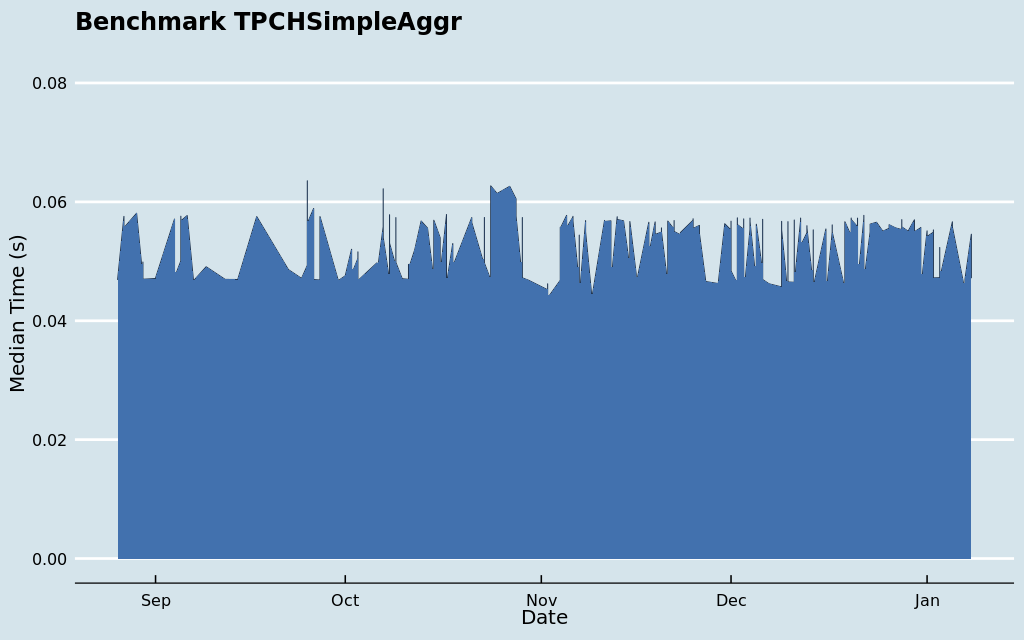 Benchmark TPCHSimpleAggr
Median Time (s)
0.08
0.06
0.04
0.02
0.00
Sep Oct Nov Dec Jan
Date